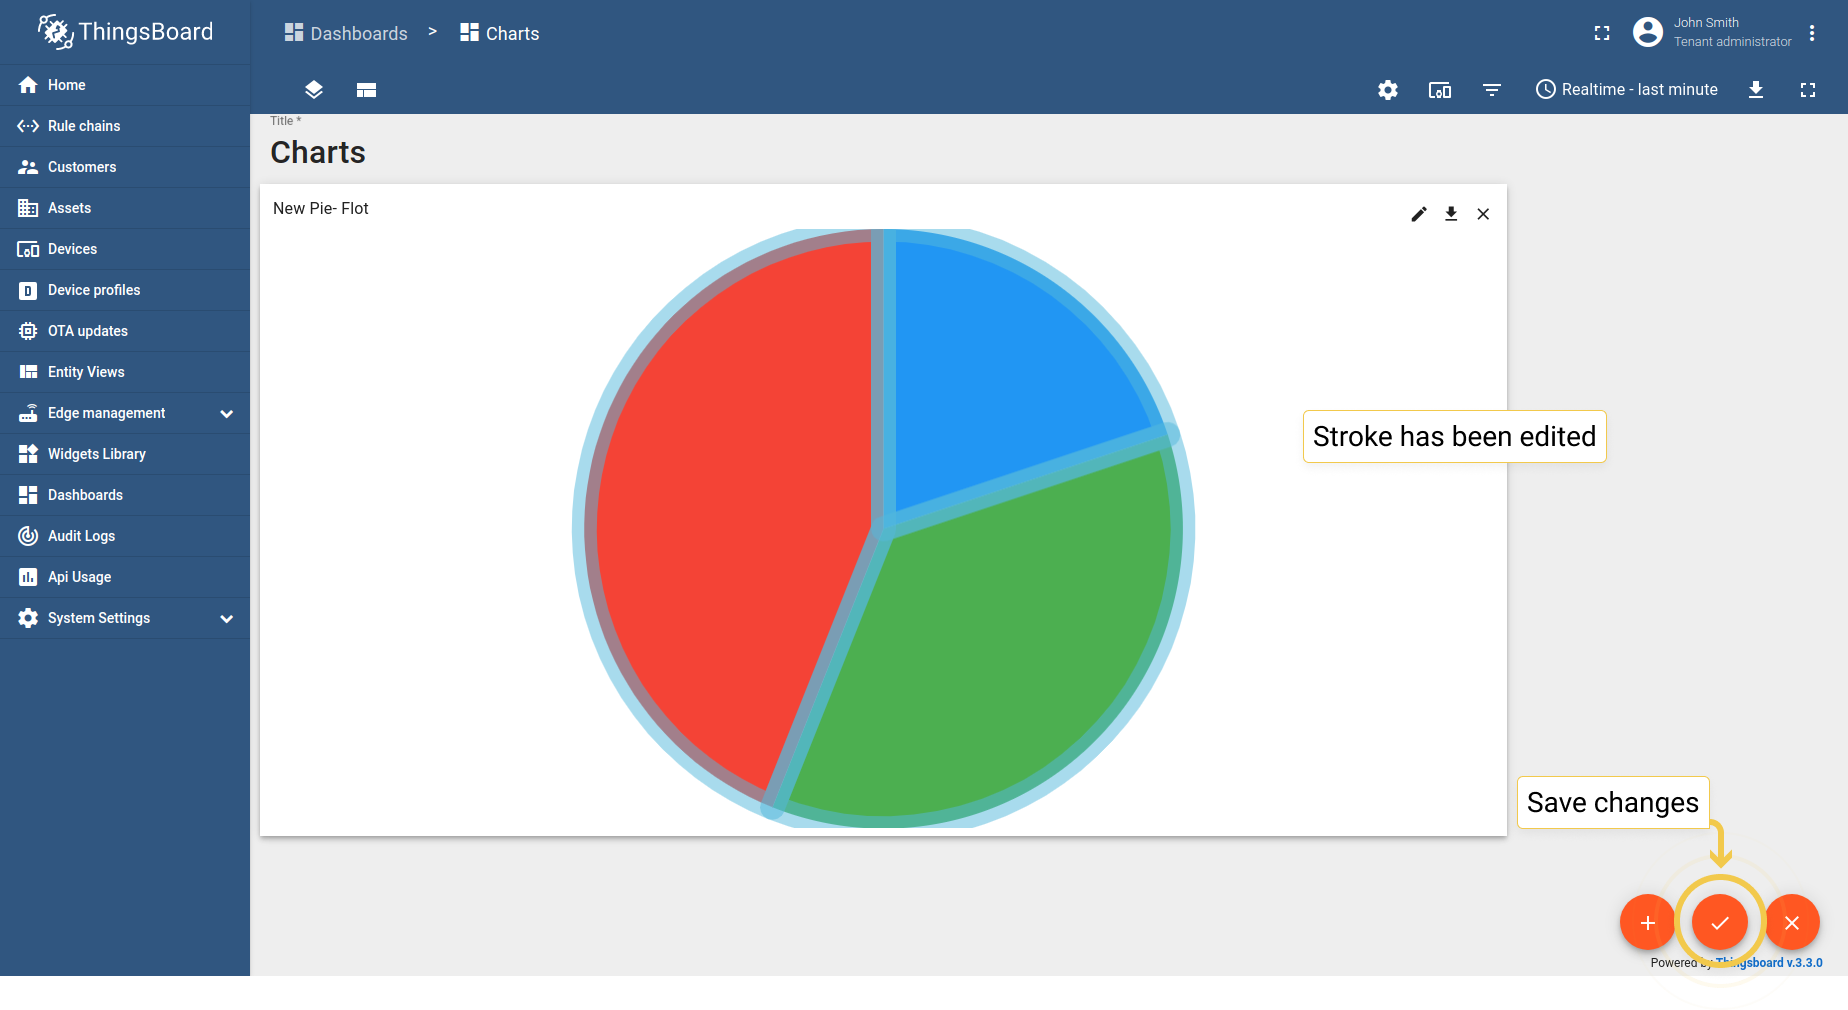 ThingsBoard
Dashboards > Charts
John Smith
Tenant administrator
Home
Rule chains
Customers
Assets
Devices
Device profiles
OTA updates
Entity Views
Edge management
Widgets Library
Dashboards
Audit Logs
Api Usage
System Settings
Realtime - last minute
Title *
Charts
New Pie- Flot
Stroke has been edited
Save changes
Powered by Thingsboard v.3.3.0